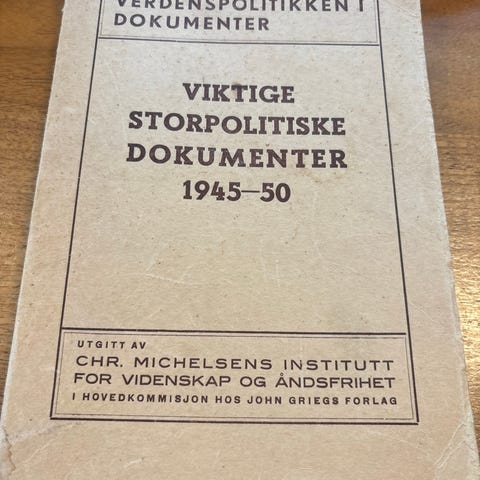 VERDENSPOLITIKKEN I
DOKUMENTER
VIKTIGE
STORPOLITISKE
DOKUMENTER
1945—50
UTGITT AV
CHR. MICHELSENS INSTITUTT
FOR VIDENSKAP OG ÅNDSFRIHET
I HOVEDKOMMISJON HOS JOHN GRIEGS FORLAG